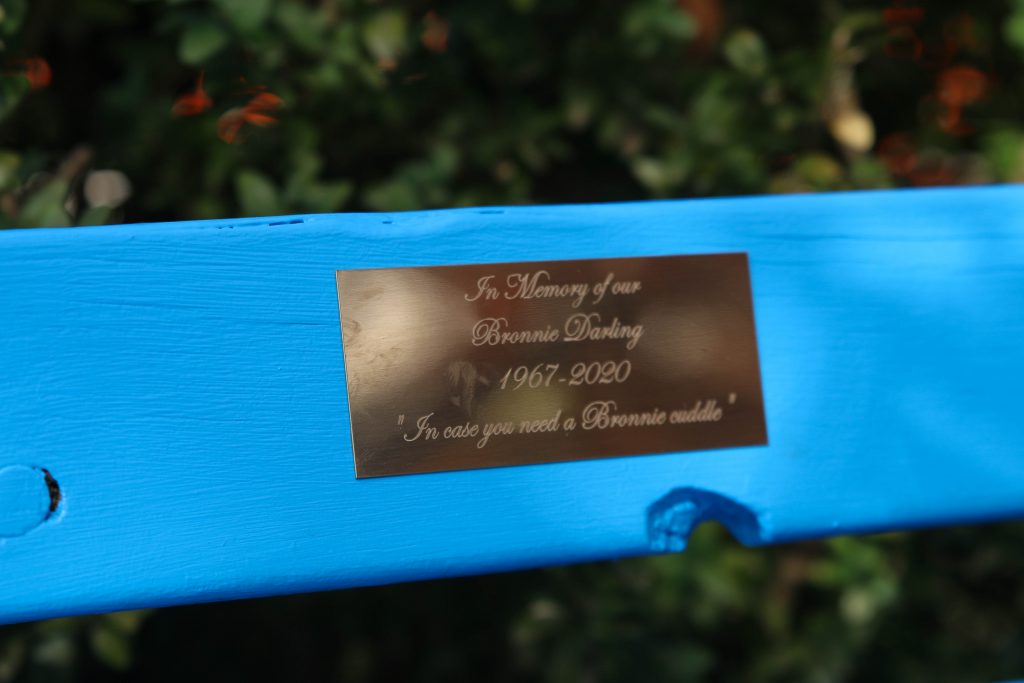 In Memory of our
Bronnie Darling
1967-2020
"In case you need a Bronnie cuddle"